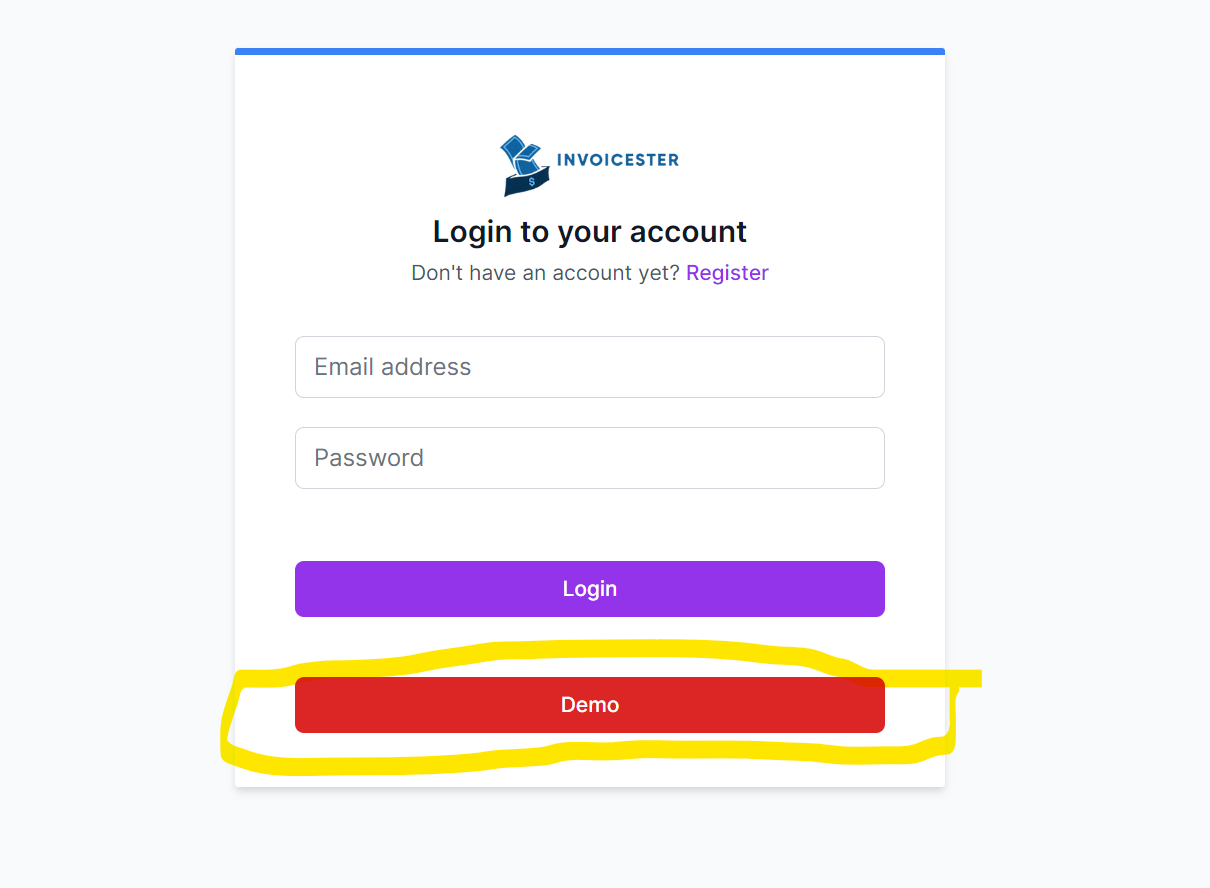 INVOICESTER
Login to your account
Don't have an account yet? Register
Email address
Password
Login
Demo